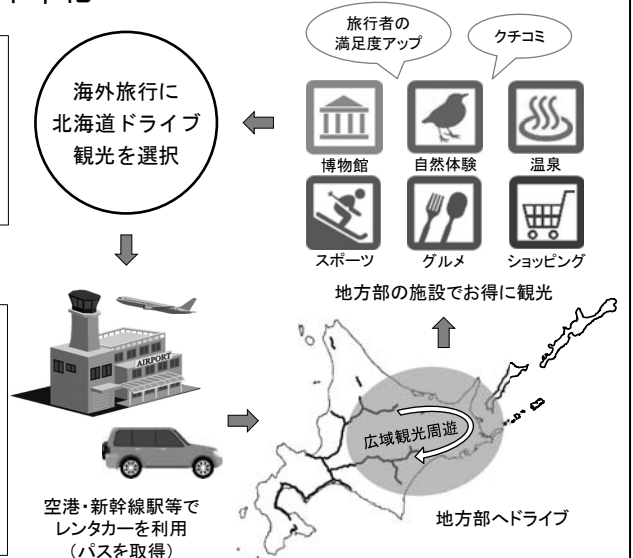 旅行者の
満足度アップ
クチコミ
海外旅行に
北海道ドライブ
観光を選択
博物館
自然体験
温泉
スポーツ
グルメ
ショッピング
地方部の施設でお得に観光
AIRPORT
広域観光周遊
空港・新幹線駅等で
レンタカーを利用
（パスを取得）
地方部へドライブ